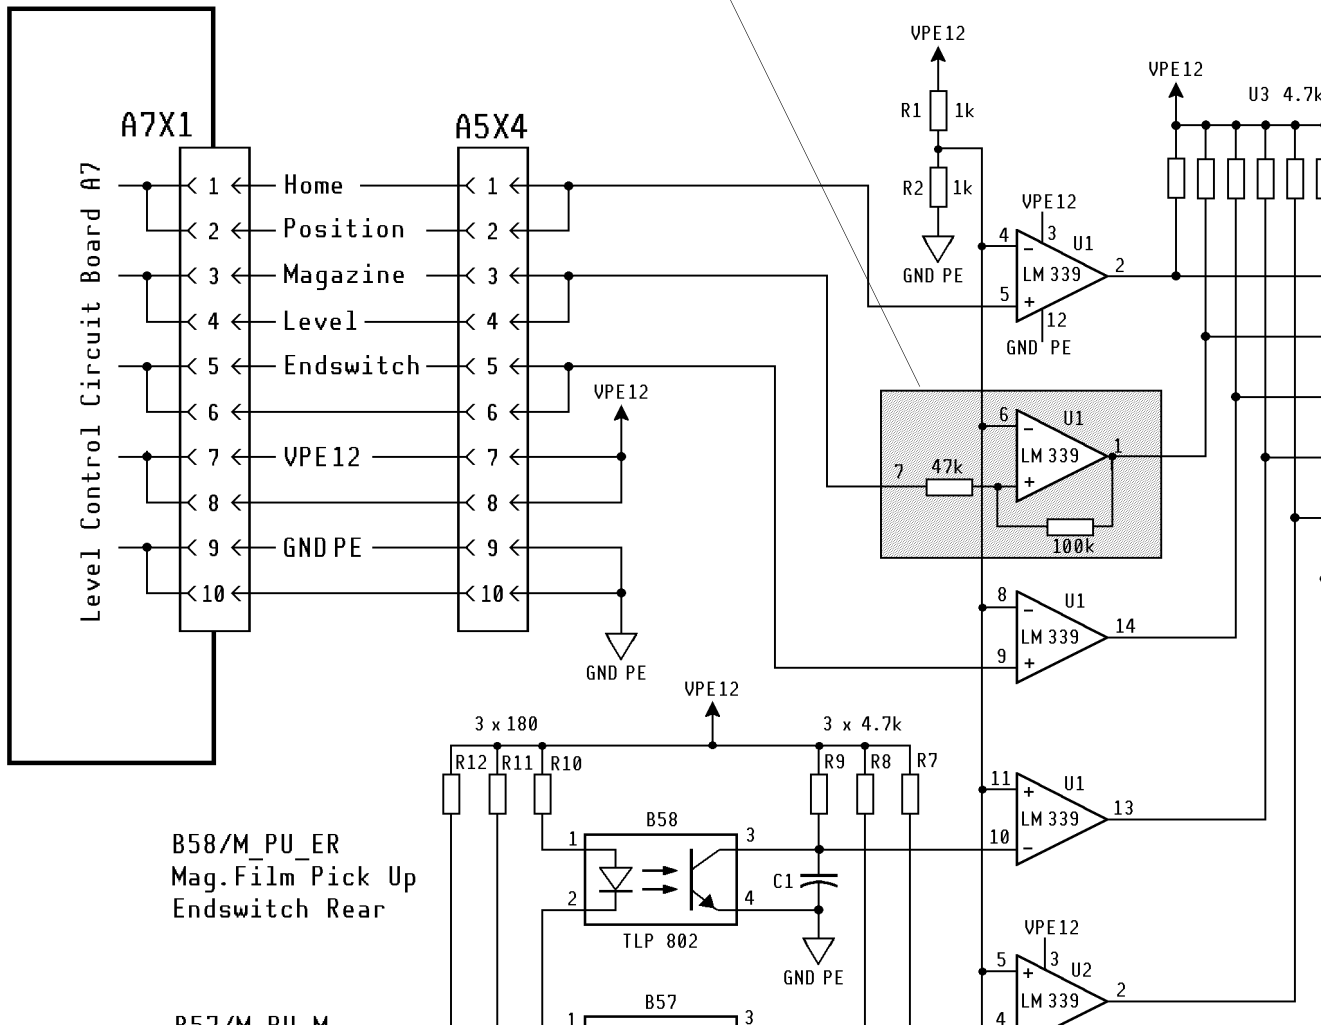 VPE12
VPE12
U3 4.7k
R1 1k
A7X1
A5X4
Level Control Circuit Board A7
1 Home 1
2 Position 2
3 Magazine 3
4 Level 4
5 Endswitch 5
6 6
7 VPE12 7
8 8
9 GND PE 9
10 10
R2 1k
GND PE
VPE12
4 3 U1
- LM 339 2
5 +
12
GND PE
VPE12
6 U1
- LM 339 1
7 47k +
100k
GND PE
8 U1
- LM 339 14
9 +
VPE12
3 x 180
3 x 4.7k
R12 R11 R10
R9 R8 R7
11 + U1
LM 339 13
10 -
B58
1 3
2 4
C1
TLP 802
GND PE
B58/M_PU_ER
Mag.Film Pick Up
Endswitch Rear
VPE12
5 + 3 U2
LM 339 2
4
B57
1 3
B57/M_PU_M